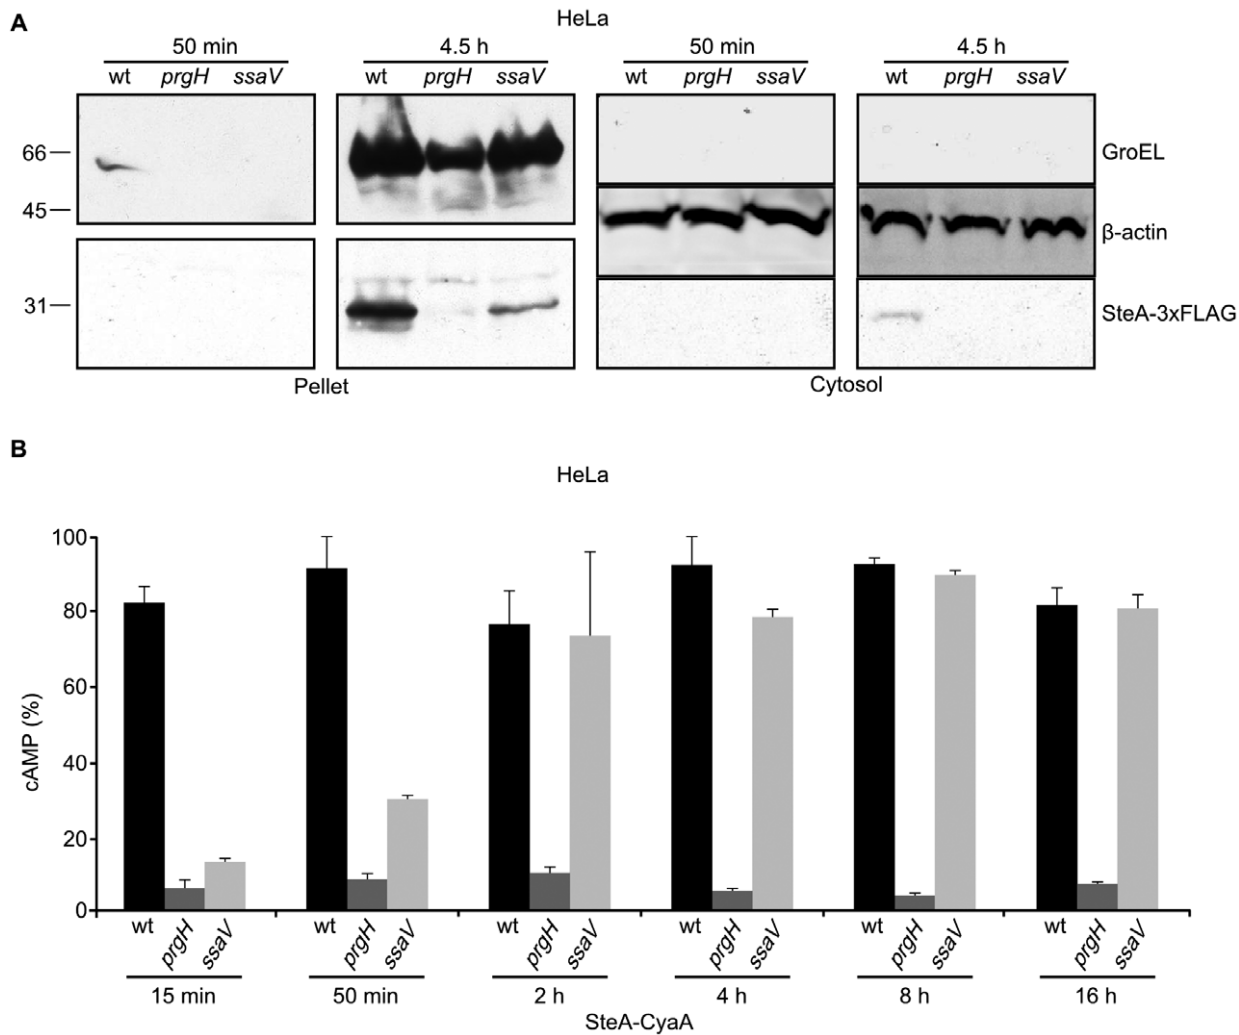 A
HeLa
50 min 4.5 h 50 min 4.5 h
wt prgH ssaV wt prgH ssaV wt prgH ssaV wt prgH ssaV
66
GroEL
45
β-actin
31
SteA-3xFLAG
Pellet Cytosol
B
HeLa
100
80
60
40
20
0
cAMP (%)
wt prgH ssaV wt prgH ssaV wt prgH ssaV wt prgH ssaV wt prgH ssaV wt prgH ssaV
15 min 50 min 2 h 4 h 8 h 16 h
SteA-CyaA